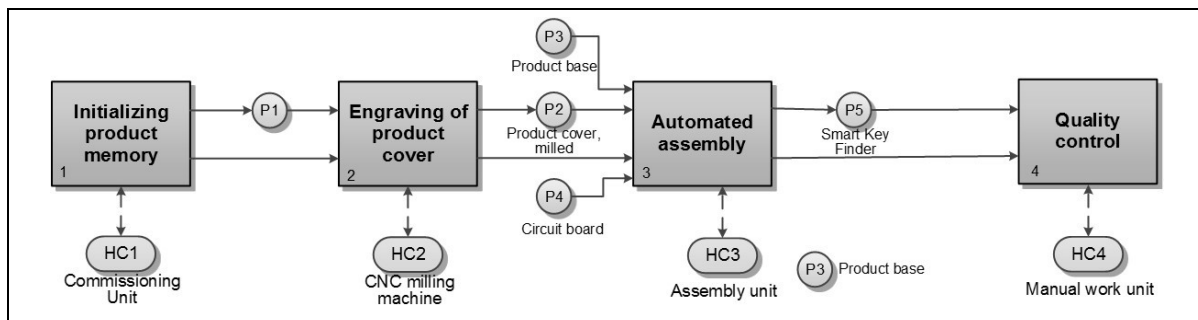 Initializing
product
memory
1
P1
Engraving of
product
cover
2
P3
Product base
P2
Product cover,
milled
P4
Circuit board
Automated
assembly
3
P5
Smart Key
Finder
Quality
control
4
HC1
Commissioning
Unit
HC2
CNC milling
machine
HC3
Assembly unit
P3 Product base
HC4
Manual work unit